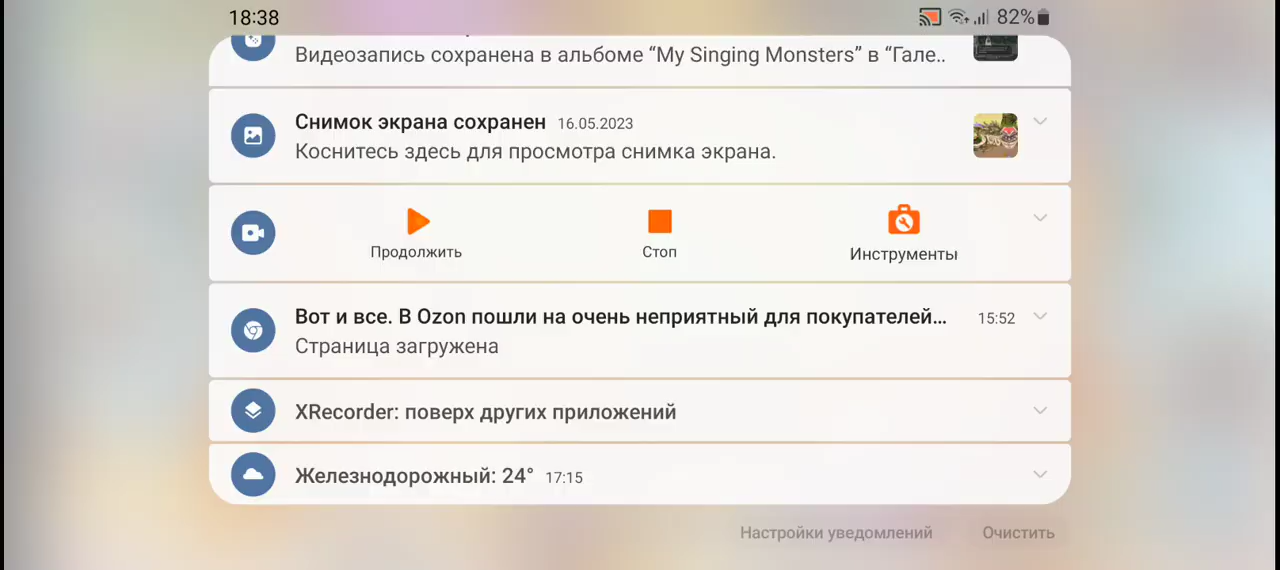 18:38
82%
Видеозапись сохранена в альбоме “My Singing Monsters” в “Гале..
Снимок экрана сохранен 16.05.2023
Коснитесь здесь для просмотра снимка экрана.
Продолжить
Стоп
Инструменты
Вот и все. В Ozon пошли на очень неприятный для покупателей... 15:52
Страница загружена
XRecorder: поверх других приложений
Железнодорожный: 24° 17:15
Настройки уведомлений
Очистить